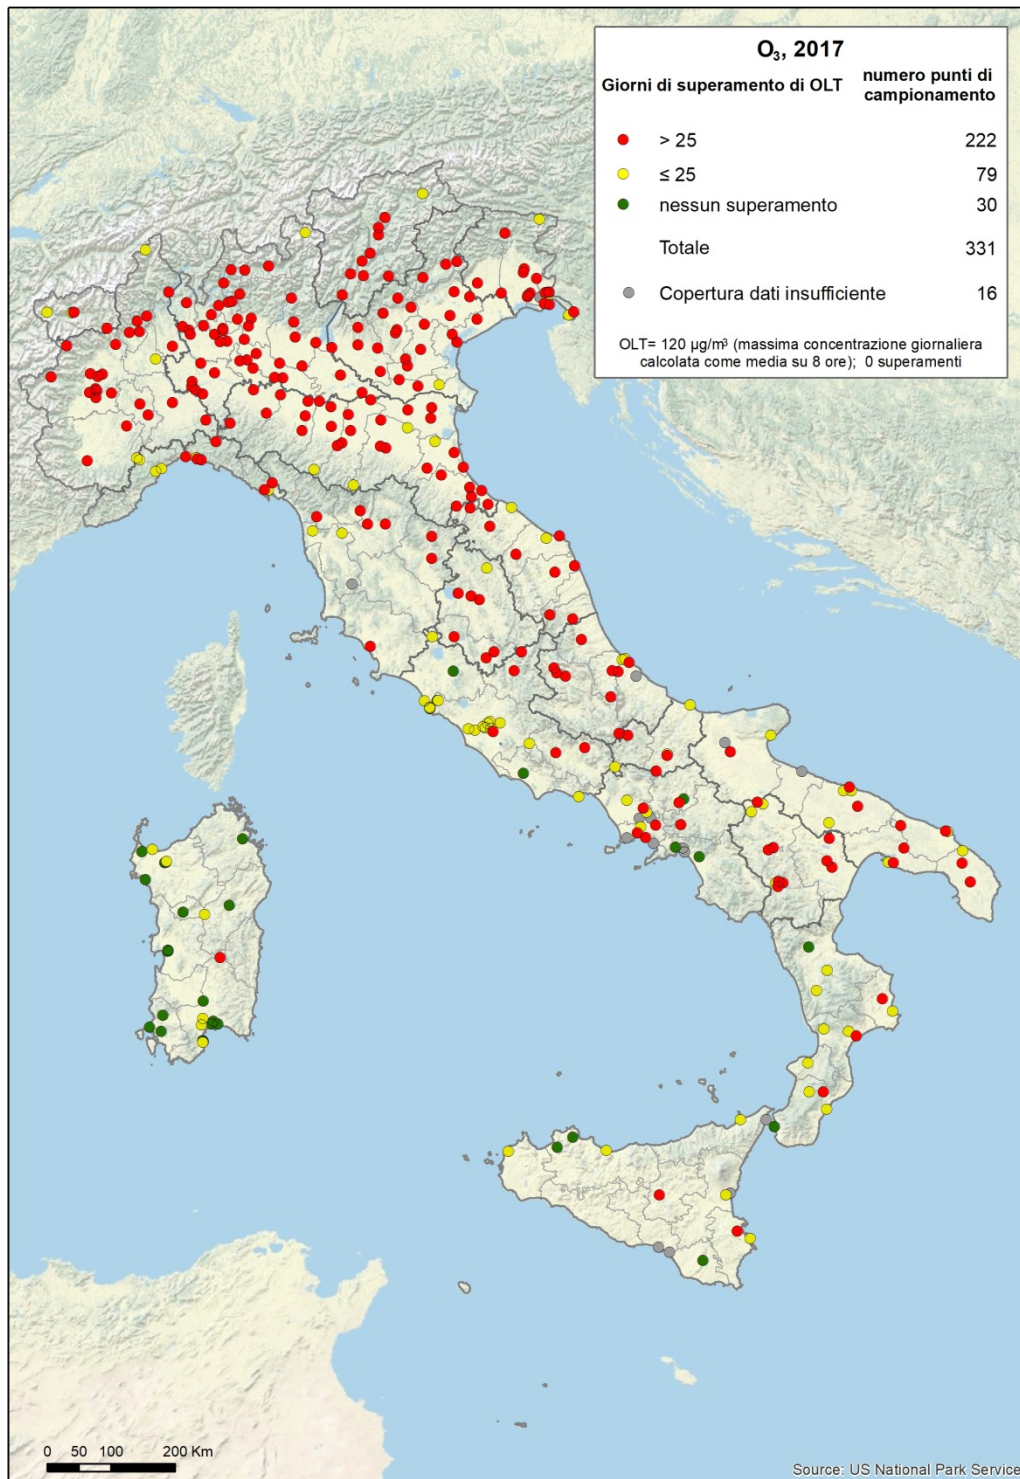 O₃, 2017
Giorni di superamento di OLT numero punti di campionamento
> 25 222
≤ 25 79
nessun superamento 30
Totale 331
Copertura dati insufficiente 16
OLT= 120 µg/m³ (massima concentrazione giornaliera
calcolata come media su 8 ore); 0 superamenti
0 50 100 200 Km
Source: US National Park Service